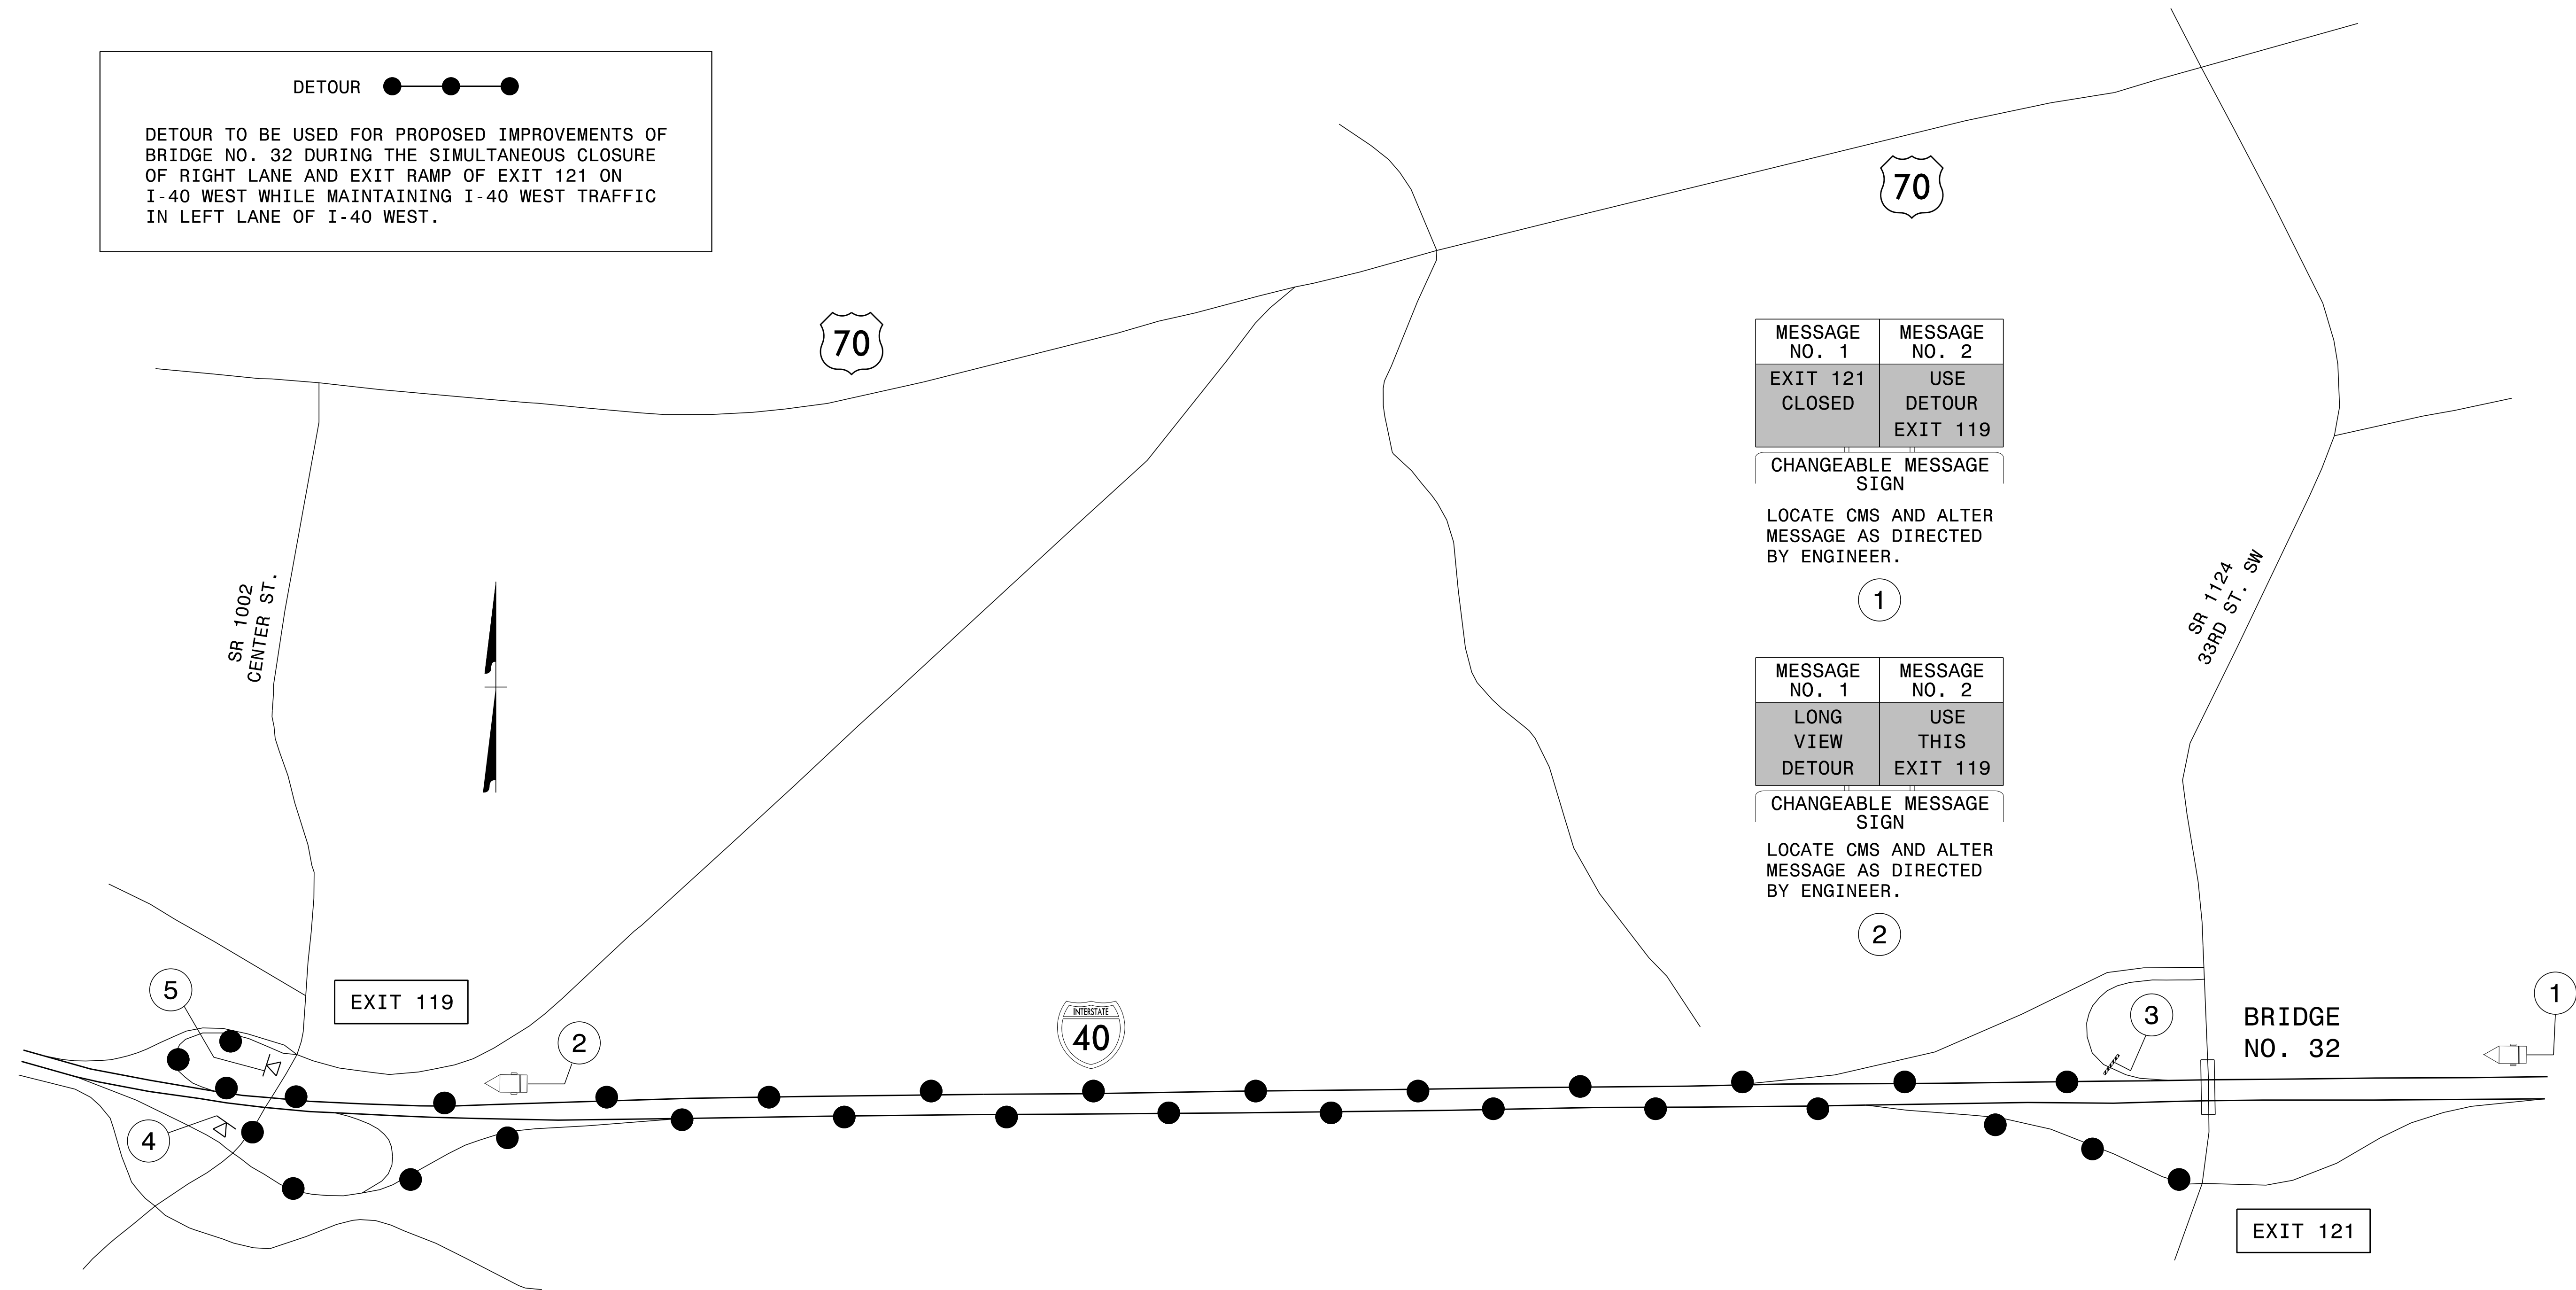 DETOUR
DETOUR TO BE USED FOR PROPOSED IMPROVEMENTS OF
BRIDGE NO. 32 DURING THE SIMULTANEOUS CLOSURE
OF RIGHT LANE AND EXIT RAMP OF EXIT 121 ON
I-40 WEST WHILE MAINTAINING I-40 WEST TRAFFIC
IN LEFT LANE OF I-40 WEST.
70
70
MESSAGE
NO. 1
MESSAGE
NO. 2
EXIT 121
CLOSED
USE
DETOUR
EXIT 119
CHANGEABLE MESSAGE
SIGN
LOCATE CMS AND ALTER
MESSAGE AS DIRECTED
BY ENGINEER.
1
MESSAGE
NO. 1
MESSAGE
NO. 2
LONG
VIEW
DETOUR
USE
THIS
EXIT 119
CHANGEABLE MESSAGE
SIGN
LOCATE CMS AND ALTER
MESSAGE AS DIRECTED
BY ENGINEER.
2
SR 1002
CENTER ST.
SR 1124
33RD ST. SW
5
EXIT 119
2
4
INTERSTATE
40
3
BRIDGE
NO. 32
1
EXIT 121